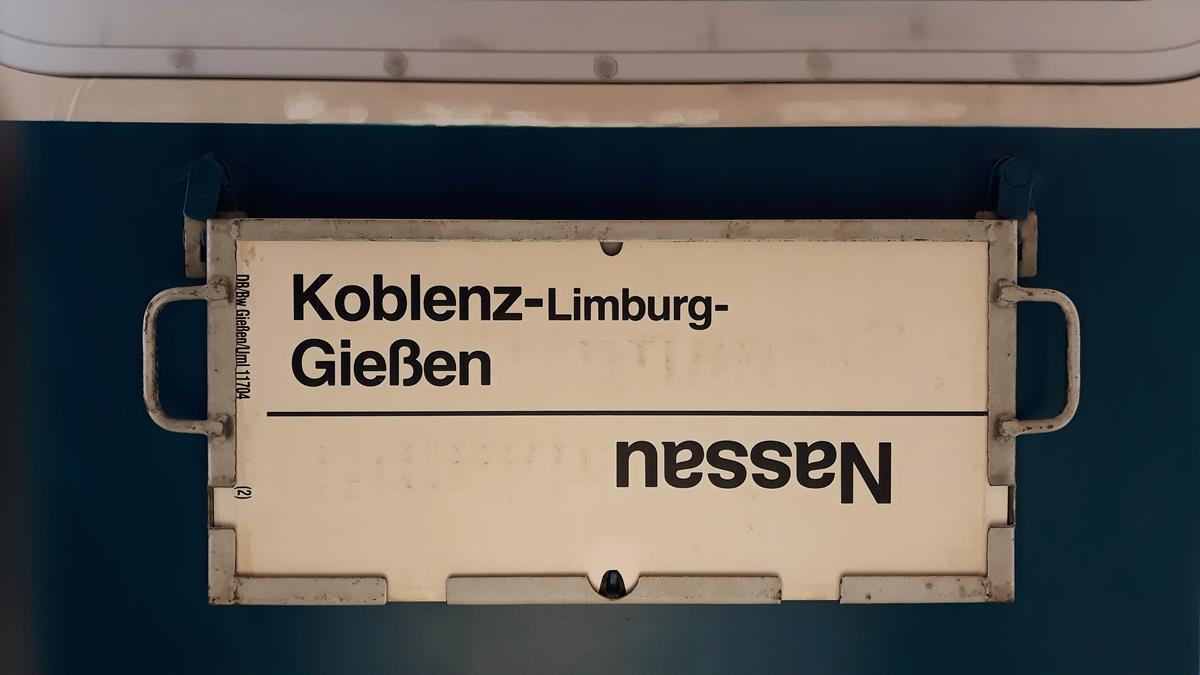 Koblenz-Limburg-
Gießen
Nassau
DB/Bw Gießen/Uml 11704
(2)